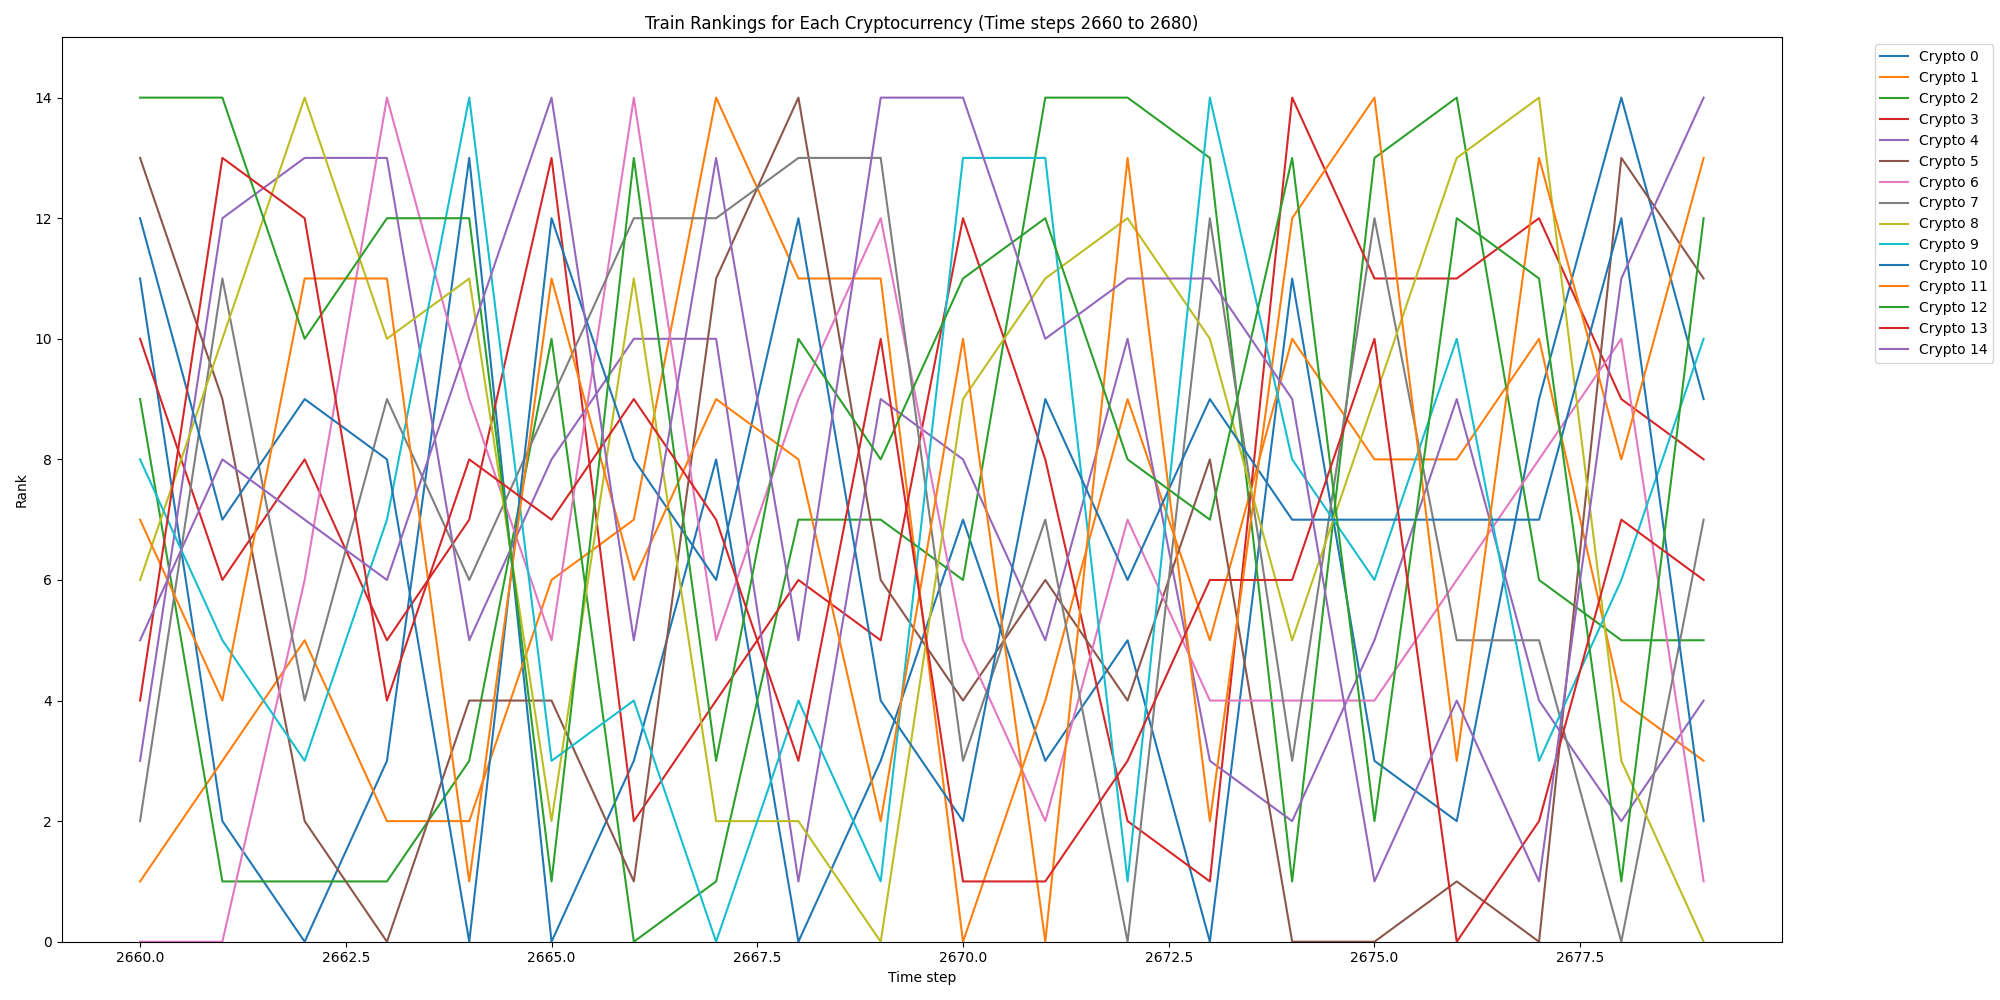 Train Rankings for Each Cryptocurrency (Time steps 2660 to 2680)
Rank
14
12
10
8
6
4
2
0
2660.0
2662.5
2665.0
2667.5
2670.0
2672.5
2675.0
2677.5
Time step
Crypto 0
Crypto 1
Crypto 2
Crypto 3
Crypto 4
Crypto 5
Crypto 6
Crypto 7
Crypto 8
Crypto 9
Crypto 10
Crypto 11
Crypto 12
Crypto 13
Crypto 14